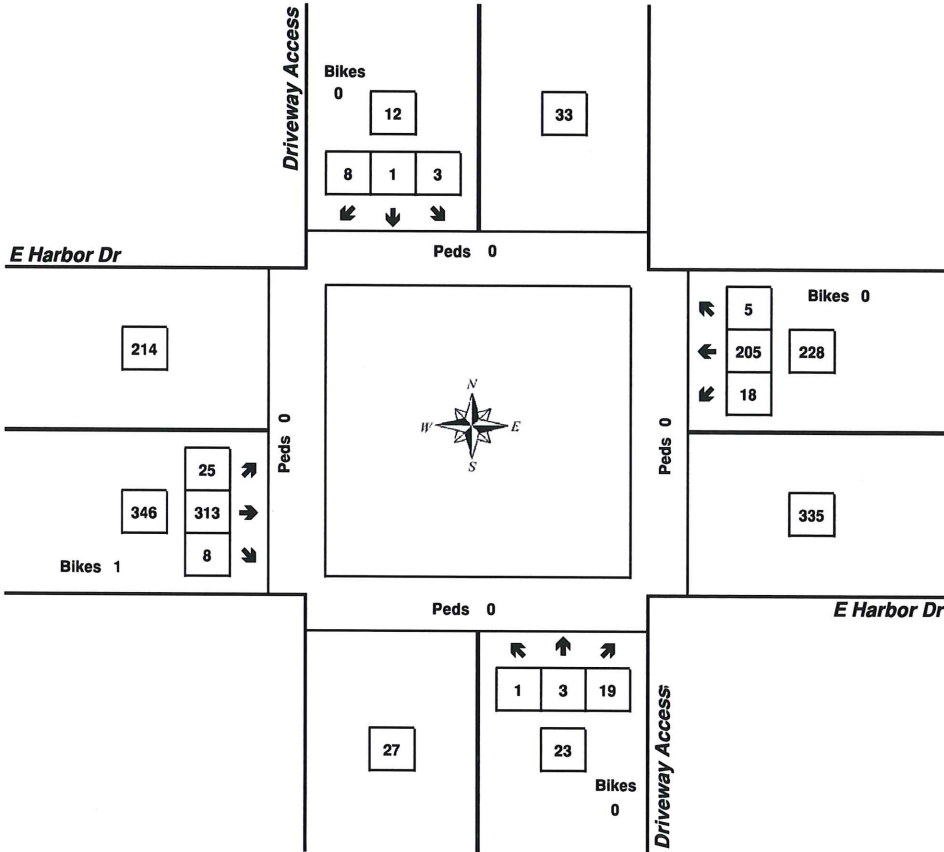 Driveway Access
Bikes
0
12
33
8 1 3
Peds 0
E Harbor Dr
Bikes 0
5
214
205 228
18
N
W E
S
Peds 0
Peds 0
25
346 313
8
335
Bikes 1
Peds 0
E Harbor Dr
1 3 19
27
23
Bikes
0
Driveway Access